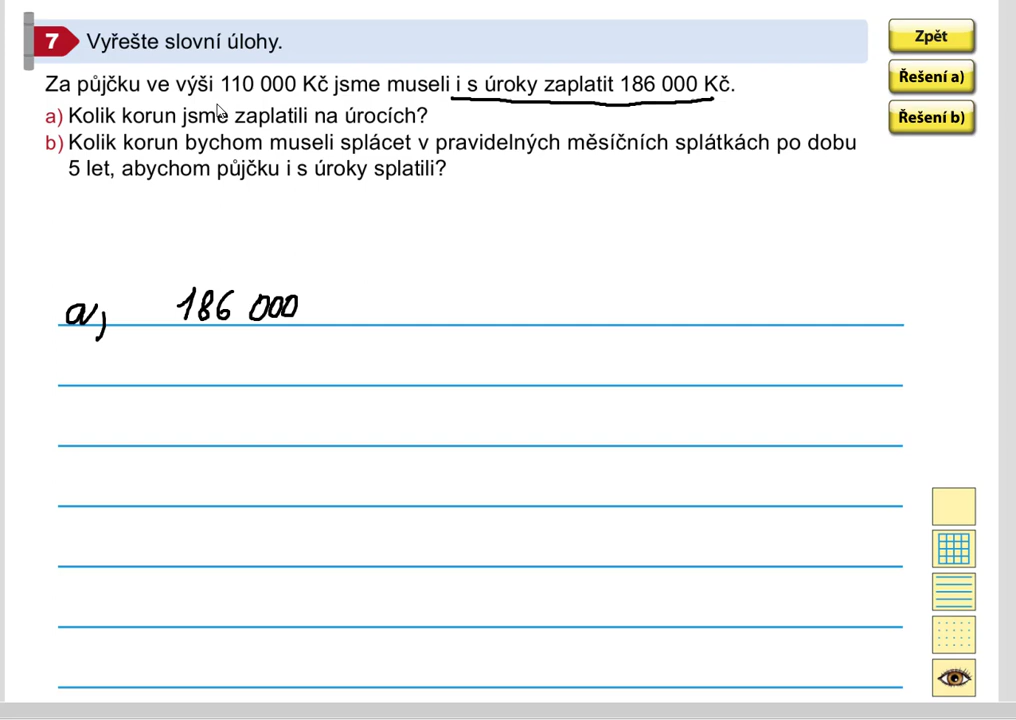 7 Vyřešte slovní úlohy.
Zpět
Za půjčku ve výši 110 000 Kč jsme museli i s úroky zaplatit 186 000 Kč.
Řešení a)
a) Kolik korun jsme zaplatili na úrocích?
Řešení b)
b) Kolik korun bychom museli splácet v pravidelných měsíčních splátkách po dobu
5 let, abychom půjčku i s úroky splatili?
a, 186 000